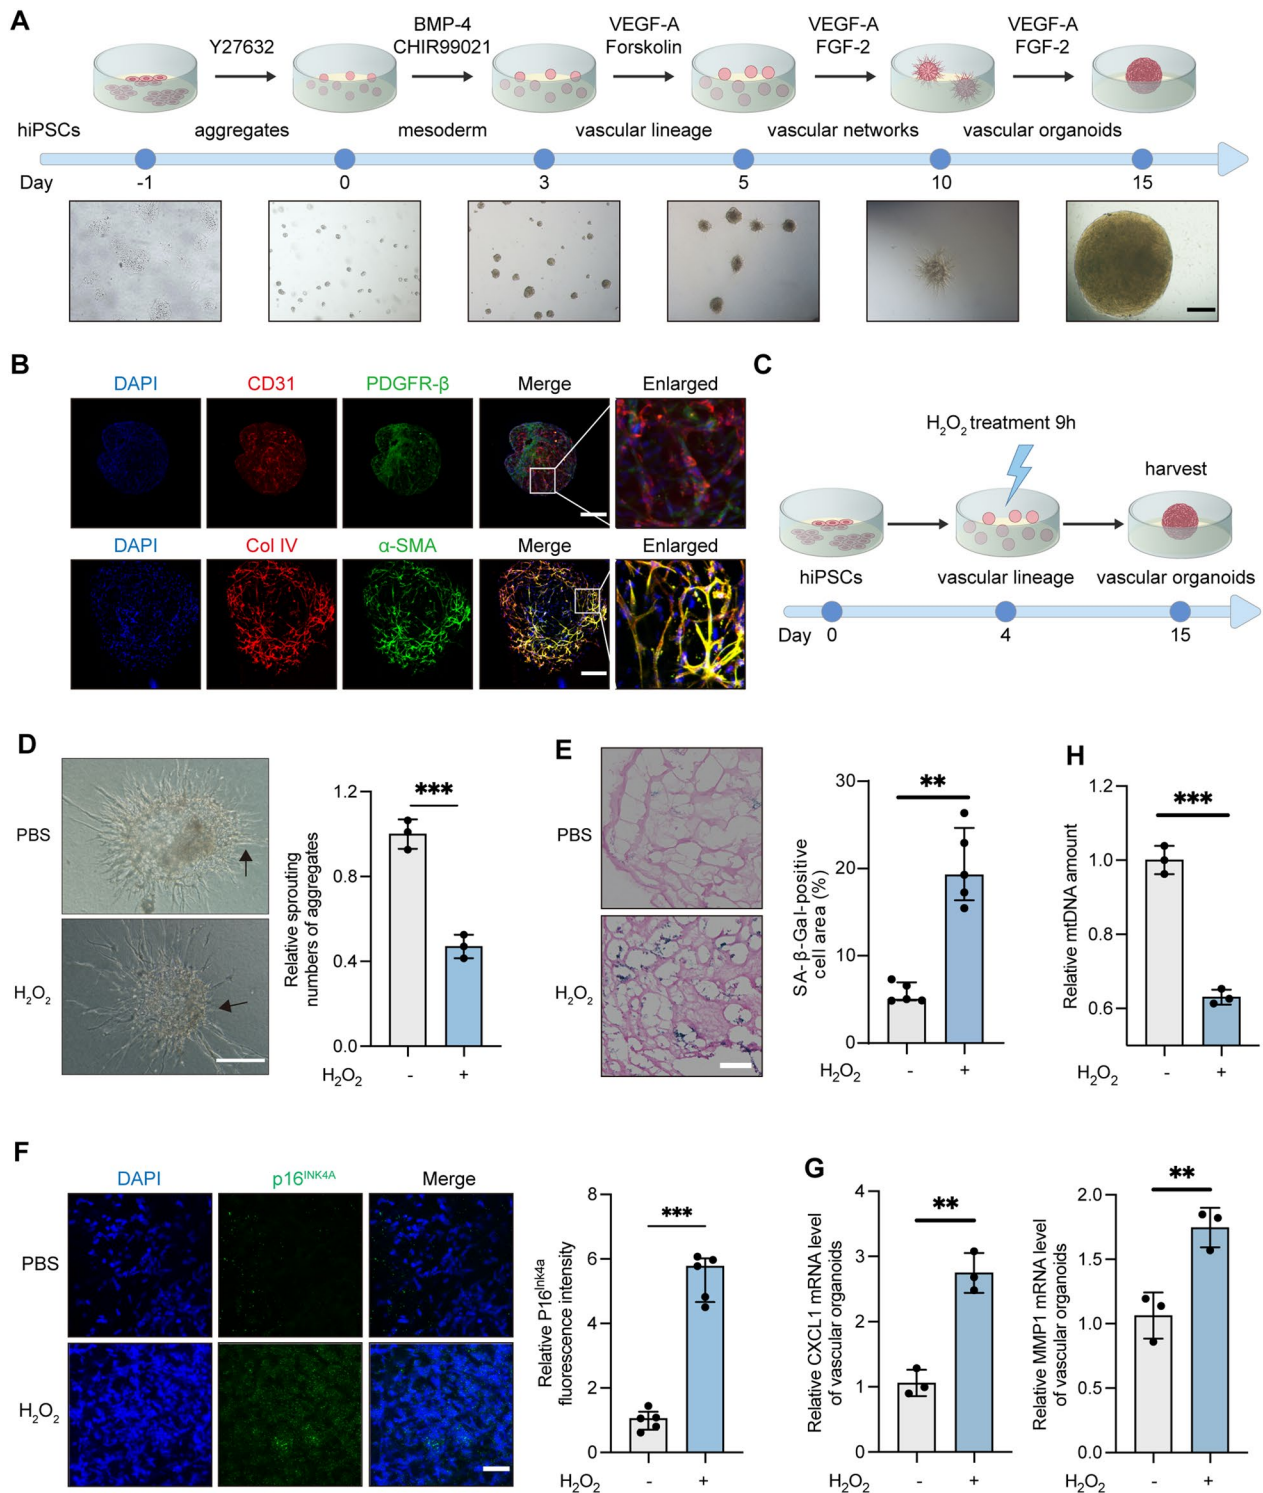 A
Y27632
BMP-4
CHIR99021
VEGF-A
Forskolin
VEGF-A
FGF-2
VEGF-A
FGF-2
hiPSCs aggregates mesoderm vascular lineage vascular networks vascular organoids
Day -1 0 3 5 10 15
B
DAPI CD31 PDGFR-β Merge Enlarged
DAPI Col IV α-SMA Merge Enlarged
C
H₂O₂ treatment 9h
harvest
hiPSCs vascular lineage vascular organoids
Day 0 4 15
D
PBS
H₂O₂
Relative sprouting
numbers of aggregates
1.2
0.8
0.4
0.0
***
H₂O₂ - +
E
PBS
H₂O₂
SA-β-Gal-positive
cell area (%)
30
20
10
0
**
H₂O₂ - +
H
Relative mtDNA amount
1.2
1.0
0.8
0.6
***
H₂O₂ - +
F
DAPI p16ᴵᴺᴷ⁴ᴬ Merge
PBS
H₂O₂
Relative P16ᴵⁿᵏ⁴ᵃ
fluorescence intensity
8
6
4
2
0
***
H₂O₂ - +
G
Relative CXCL1 mRNA level
of vascular organoids
4
3
2
1
0
**
H₂O₂ - +
Relative MMP1 mRNA level
of vascular organoids
2.0
1.5
1.0
0.5
0.0
**
H₂O₂ - +